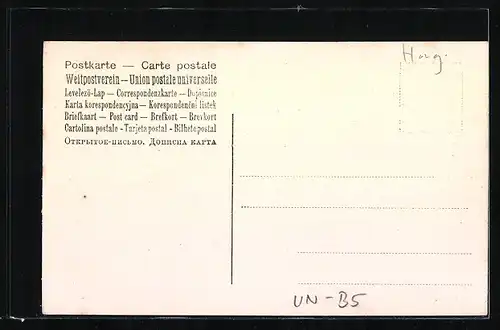 Postkarte — Carte postale
Weltpostverein — Union postale universelle
Levelező-Lap — Correspondenzkarte — Dopisnice
Karta korespondencyjna — Korespondenční lístek
Briefkaart — Post card — Brefkort — Brevkort
Cartolina postale - Tarjeta postal - Bilhete postal
Открытое-письмо. Дописна карта
Hag.
UN-B5